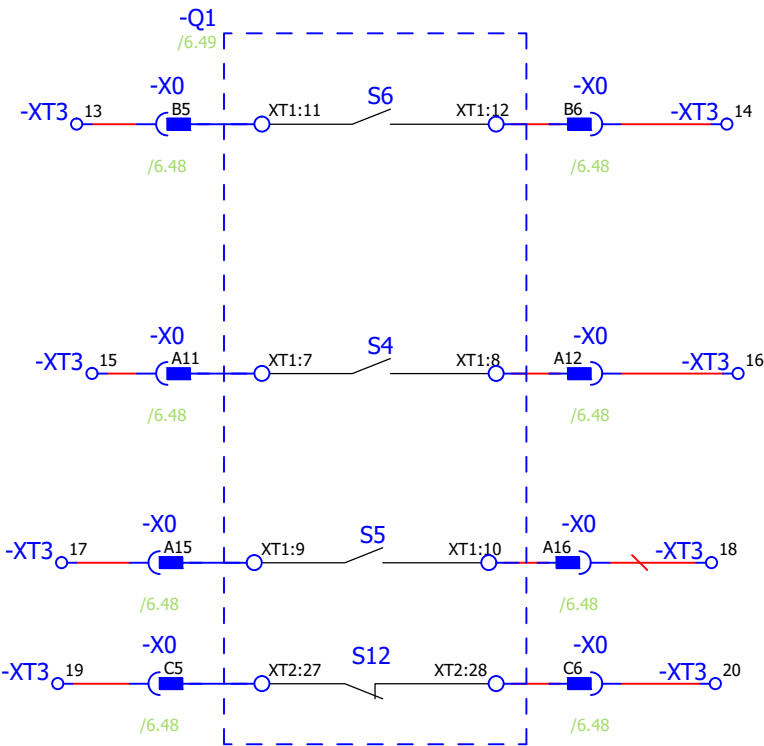 -Q1
/6.49
-XT3 13 -X0 B5 XT1:11 S6 XT1:12 -X0 B6 -XT3 14
/6.48 /6.48
-XT3 15 -X0 A11 XT1:7 S4 XT1:8 -X0 A12 -XT3 16
/6.48 /6.48
-XT3 17 -X0 A15 XT1:9 S5 XT1:10 -X0 A16 -XT3 18
/6.48 /6.48
-XT3 19 -X0 C5 XT2:27 S12 XT2:28 -X0 C6 -XT3 20
/6.48 /6.48